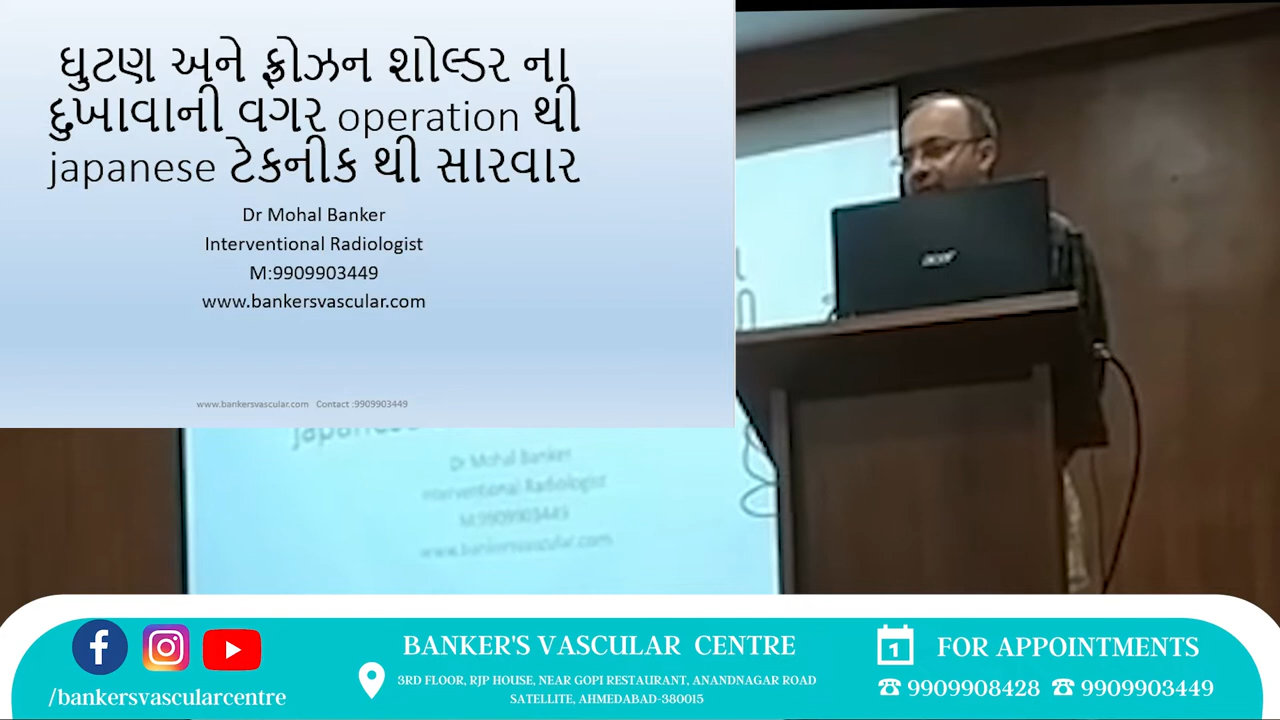 ઘુટણ અને ફ્રોઝન શોલ્ડર ના
દુખાવાની વગર operation થી
japanese ટેકનીક થી સારવાર
Dr Mohal Banker
Interventional Radiologist
M:9909903449
www.bankersvascular.com
www.bankersvascular.com Contact :9909903449
acer
japanese
Dr Mohal Banker
Interventional Radiologist
M:9909903449
www.bankersvascular.com
/bankersvascularcentre
BANKER'S VASCULAR CENTRE
3RD FLOOR, RJP HOUSE, NEAR GOPI RESTAURANT, ANANDNAGAR ROAD
SATELLITE, AHMEDABAD-380015
1 FOR APPOINTMENTS
9909908428 9909903449